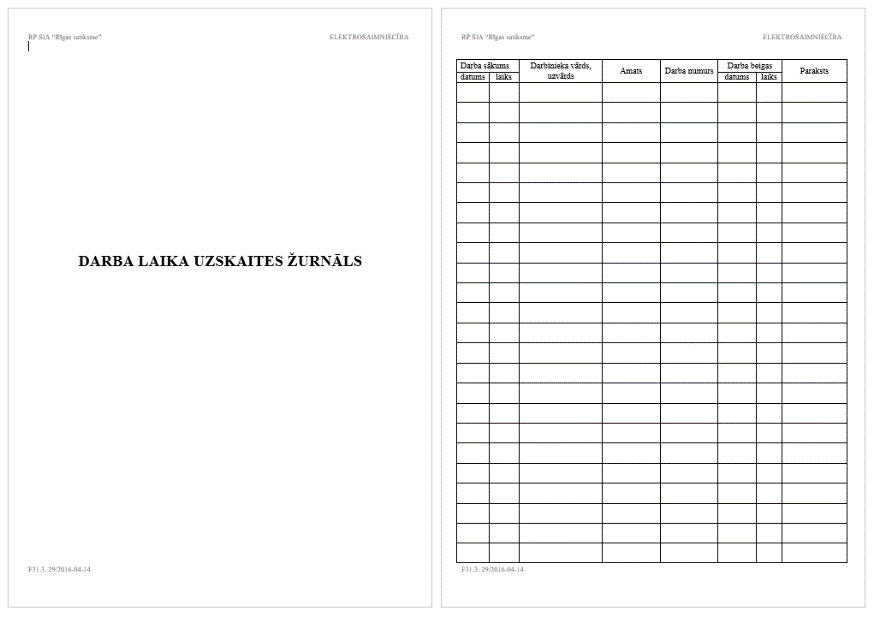 RP SIA “Rīgas satiksme” ELEKTROSAIMNIECĪBA
DARBA LAIKA UZSKAITES ŽURNĀLS
F31.3. 29/2016-04-14
RP SIA “Rīgas satiksme” ELEKTROSAIMNIECĪBA
Darba sākums Darbinieka vārds, uzvārds Amats Darba numurs Darba beigas Paraksts
datums laiks datums laiks
F31.3. 29/2016-04-14